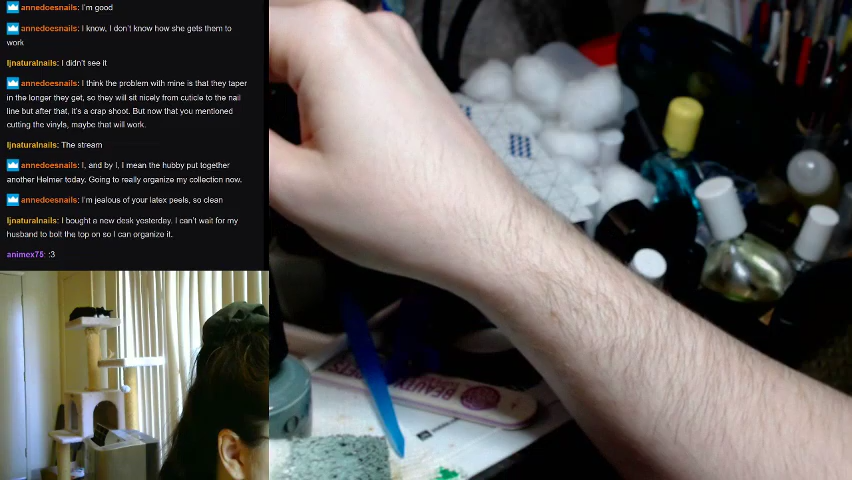 annedoesnails: I'm good
annedoesnails: I know, I don't know how she gets them to
work
ljnaturalnails: I didn't see it
annedoesnails: I think the problem with mine is that they taper
in the longer they get, so they will sit nicely from cuticle to the nail
line but after that, it's a crap shoot. But now that you mentioned
cutting the vinyls, maybe that will work.
ljnaturalnails: The stream
annedoesnails: I, and by I, I mean the hubby put together
another Helmer today. Going to really organize my collection now.
annedoesnails: I'm jealous of your latex peels, so clean
ljnaturalnails: I bought a new desk yesterday. I can't wait for my
husband to bolt the top on so I can organize it.
animex75: :3
BEAUTY